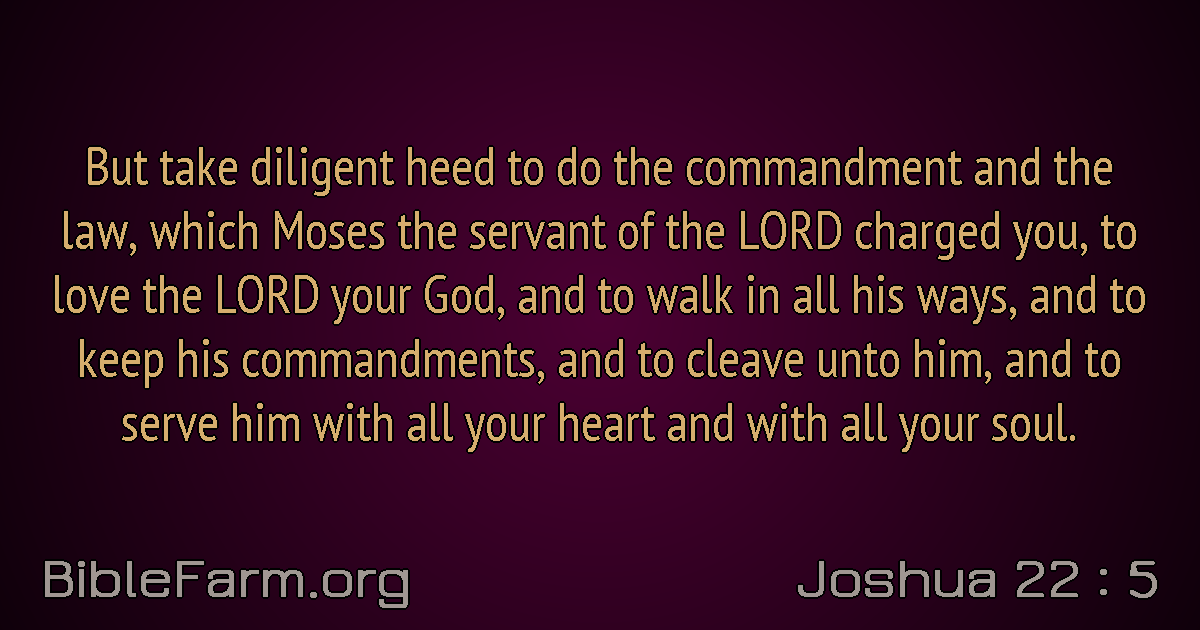 But take diligent heed to do the commandment and the
law, which Moses the servant of the LORD charged you, to
love the LORD your God, and to walk in all his ways, and to
keep his commandments, and to cleave unto him, and to
serve him with all your heart and with all your soul.
BibleFarm.org
Joshua 22 : 5